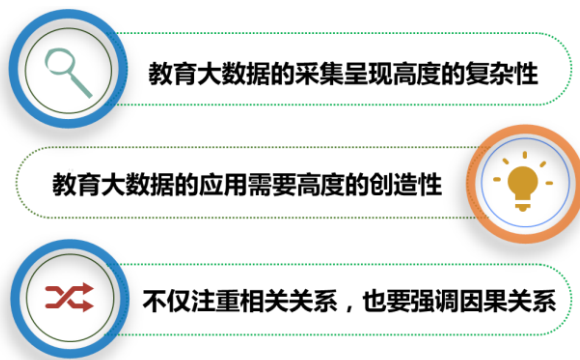 教育大数据的采集呈现高度的复杂性
教育大数据的应用需要高度的创造性
不仅注重相关关系，也要强调因果关系